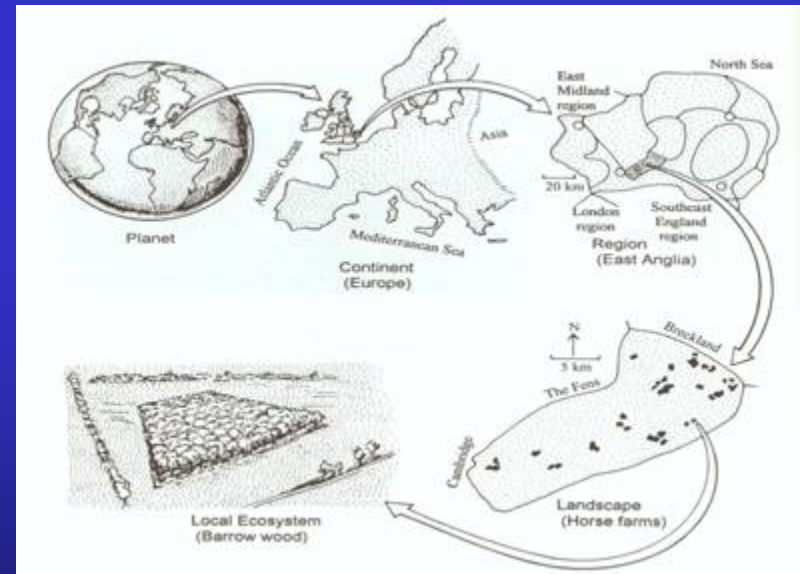 Planet
Atlantic Ocean
Asia
Mediterranean Sea
Continent
(Europe)
East
Midland
region
North Sea
20 km
London
region
Southeast
England
region
Region
(East Anglia)
N
5 km
Breckland
The Fens
Cambridge
Landscape
(Horse farms)
Local Ecosystem
(Barrow wood)